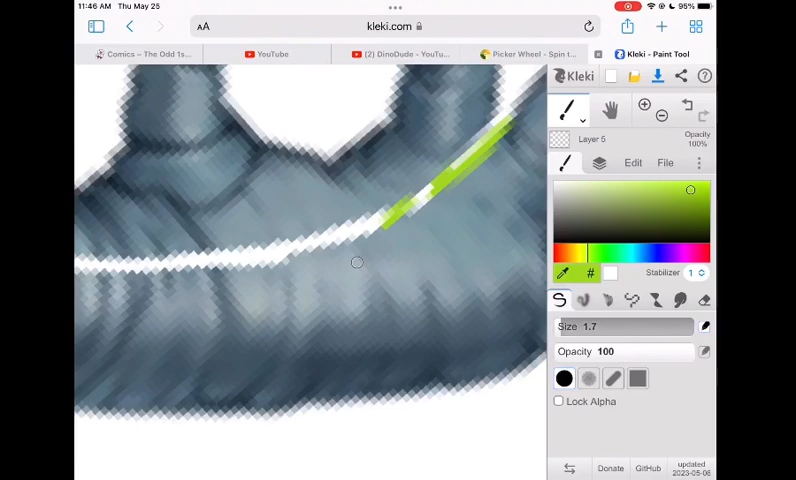 11:46 AM Thu May 25
95%
AA
kleki.com
Comics – The Odd 1s...
YouTube
(2) DinoDude - YouTu...
Picker Wheel - Spin t...
Kleki - Paint Tool
Kleki
?
Layer 5
Opacity
100%
Edit
File
#
Stabilizer 1
S
Size 1.7
Opacity 100
Lock Alpha
Donate
GitHub
updated
2023-05-06